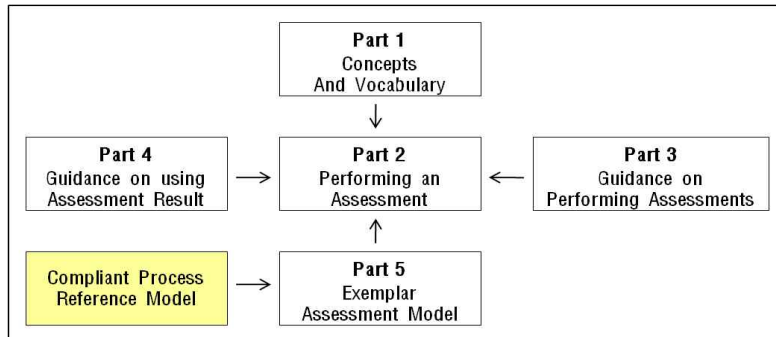 Part 1
Concepts
And Vocabulary
Part 4
Guidance on using
Assessment Result
Part 2
Performing an
Assessment
Part 3
Guidance on
Performing Assessments
Compliant Process
Reference Model
Part 5
Exemplar
Assessment Model